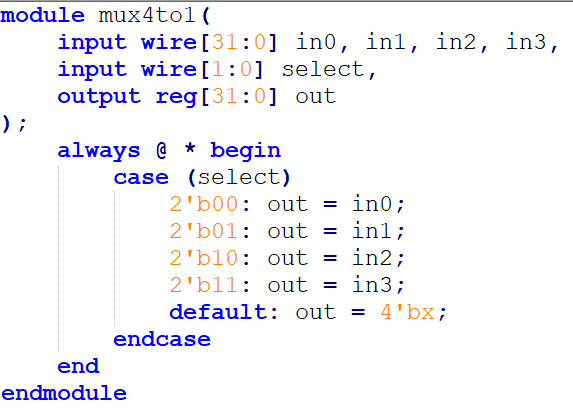 module mux4to1(
    input wire[31:0] in0, in1, in2, in3,
    input wire[1:0] select,
    output reg[31:0] out
);
    always @ * begin
        case (select)
            2'b00: out = in0;
            2'b01: out = in1;
            2'b10: out = in2;
            2'b11: out = in3;
            default: out = 4'bx;
        endcase
    end
endmodule